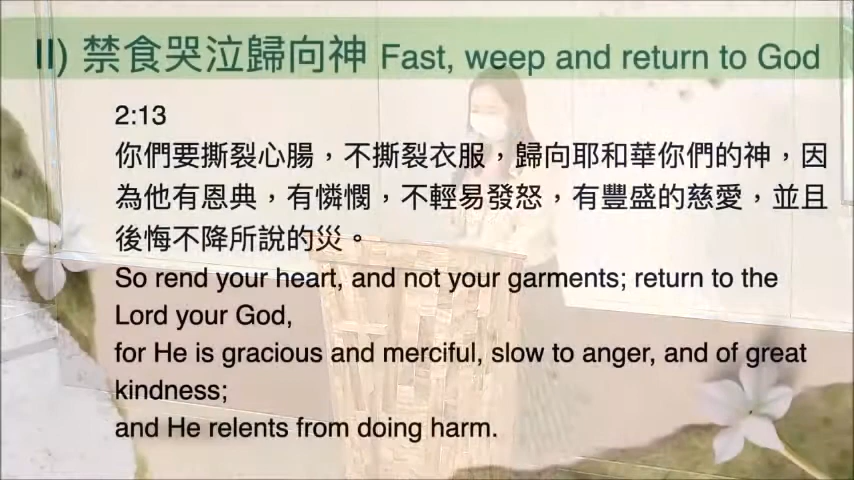 II) 禁食哭泣歸向神 Fast, weep and return to God
2:13
你們要撕裂心腸，不撕裂衣服，歸向耶和華你們的神，因
為他有恩典，有憐憫，不輕易發怒，有豐盛的慈愛，並且
後悔不降所說的災。
So rend your heart, and not your garments; return to the
Lord your God,
for He is gracious and merciful, slow to anger, and of great
kindness;
and He relents from doing harm.